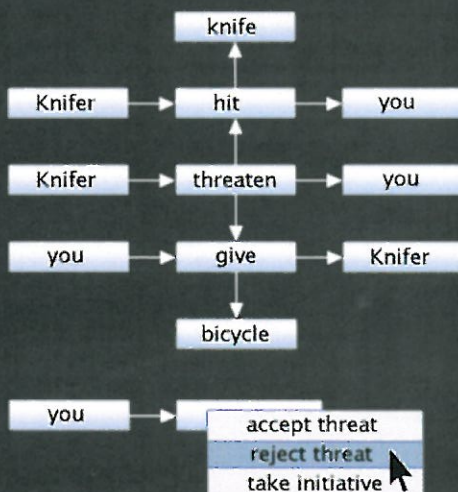 knife
Knifer hit you
Knifer threaten you
you give Knifer
bicycle
you
accept threat
reject threat
take initiative